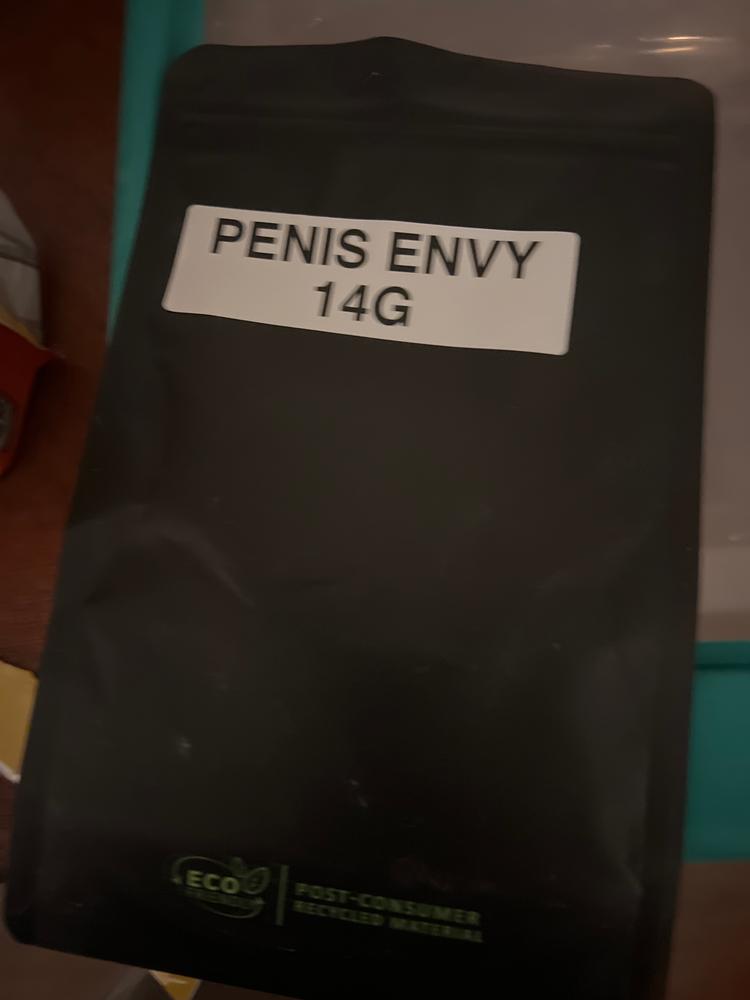 PENIS ENVY
14G
ECO
FRIENDLY
POST-CONSUMER
RECYCLED MATERIAL